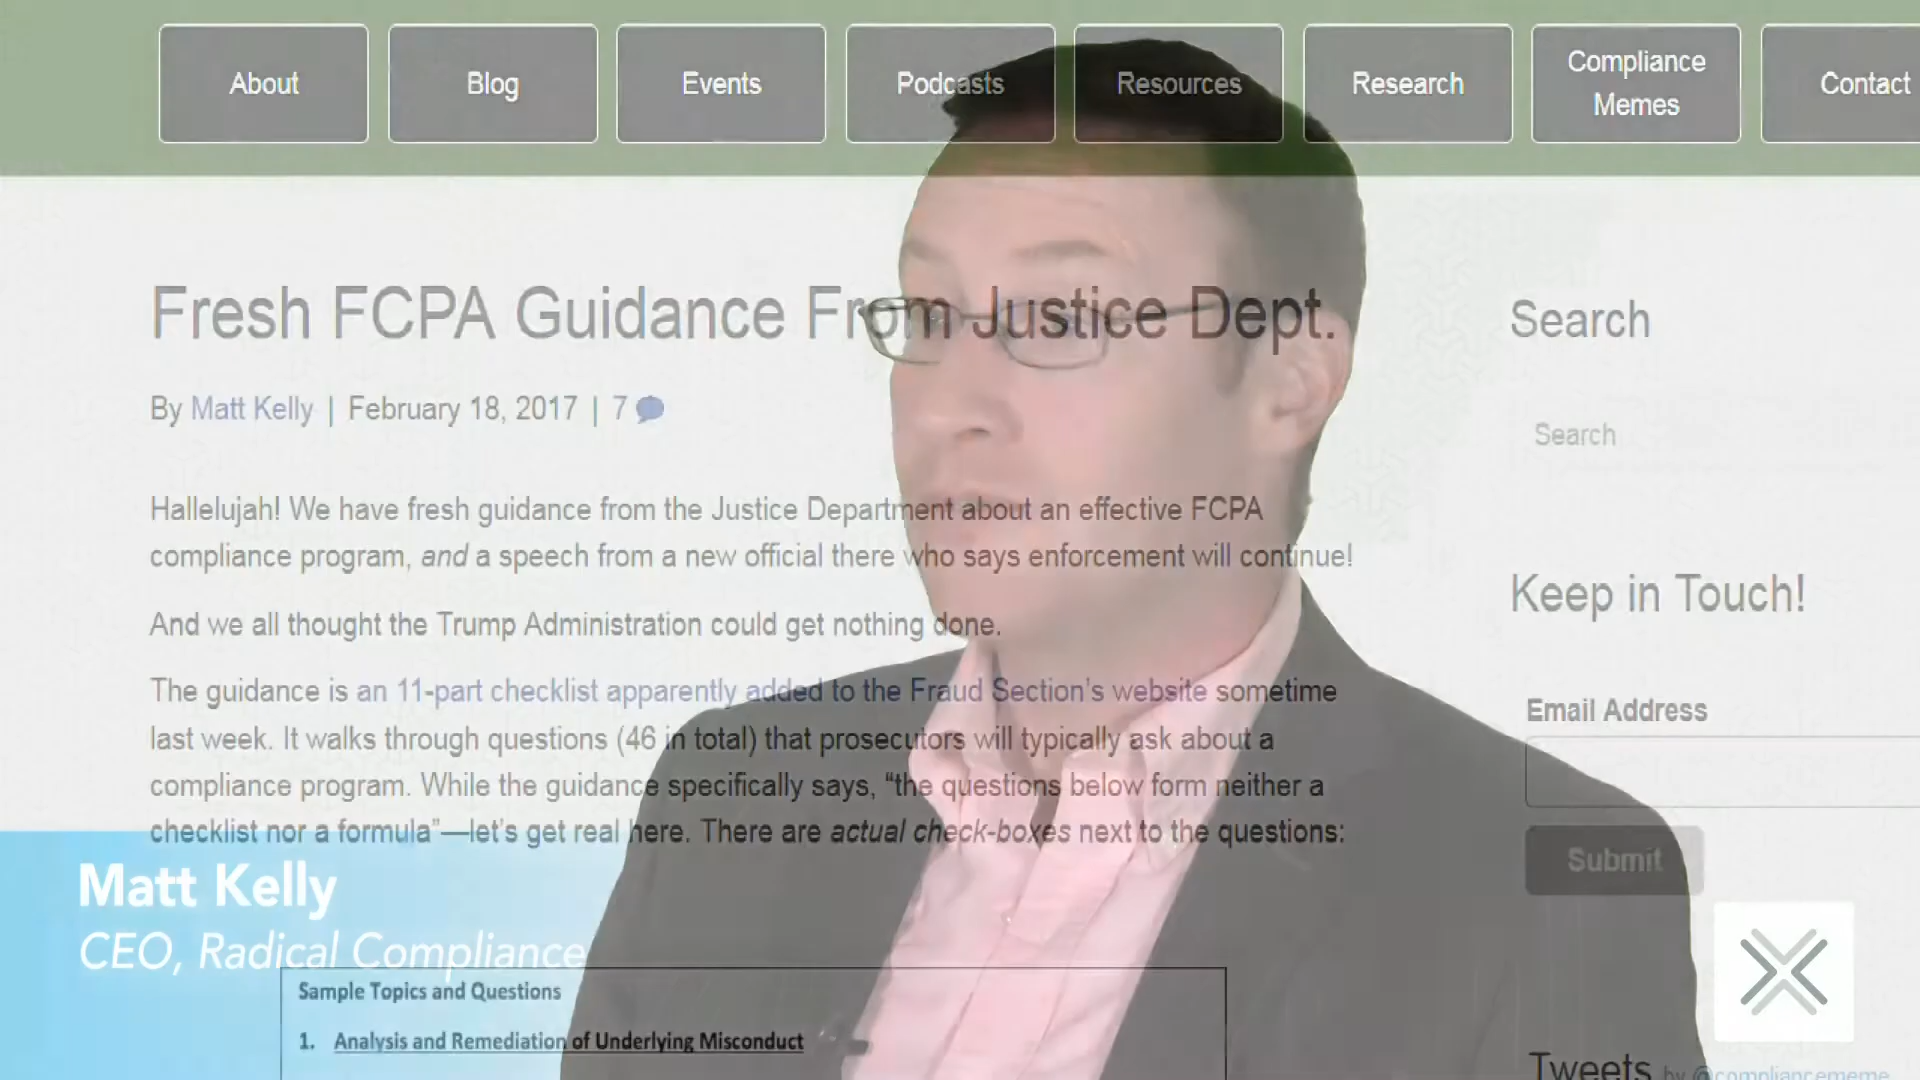 About
Blog
Events
Podcasts
Resources
Research
Compliance
Memes
Contact
Fresh FCPA Guidance From Justice Dept.
By Matt Kelly | February 18, 2017 | 7
Hallelujah! We have fresh guidance from the Justice Department about an effective FCPA
compliance program, and a speech from a new official there who says enforcement will continue!
And we all thought the Trump Administration could get nothing done.
The guidance is an 11-part checklist apparently added to the Fraud Section's website sometime
last week. It walks through questions (46 in total) that prosecutors will typically ask about a
compliance program. While the guidance specifically says, “the questions below form neither a
checklist nor a formula”—let's get real here. There are actual check-boxes next to the questions:
Search
Search
Keep in Touch!
Email Address
Submit
Matt Kelly
CEO, Radical Compliance
Sample Topics and Questions
1. Analysis and Remediation of Underlying Misconduct
Tweets by @compliancememe